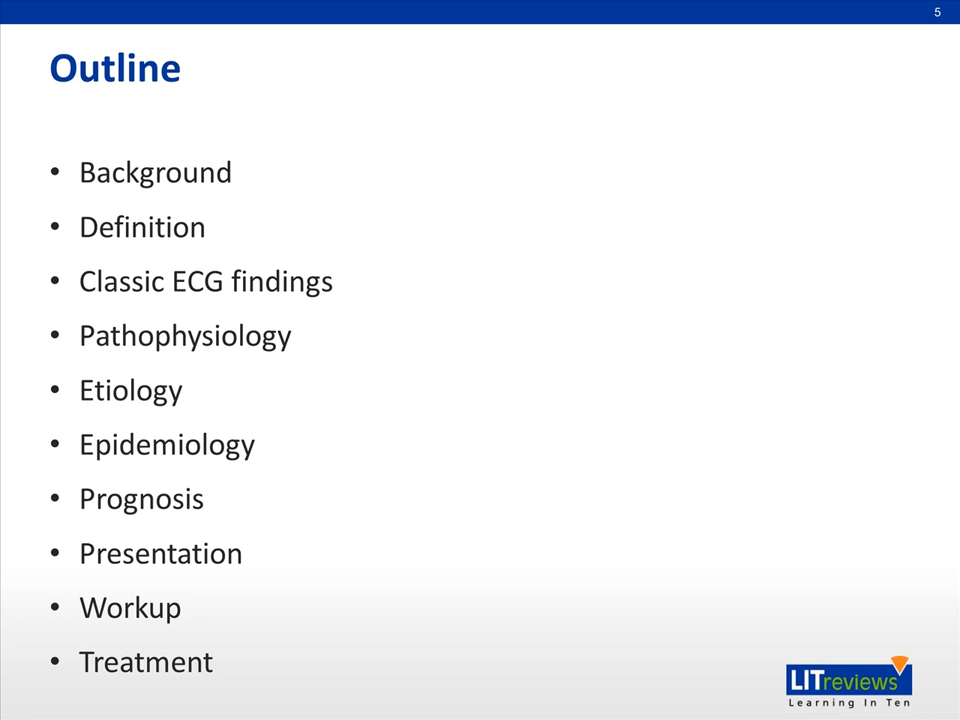 5
Outline
• Background
• Definition
• Classic ECG findings
• Pathophysiology
• Etiology
• Epidemiology
• Prognosis
• Presentation
• Workup
• Treatment
LITreviews
Learning In Ten